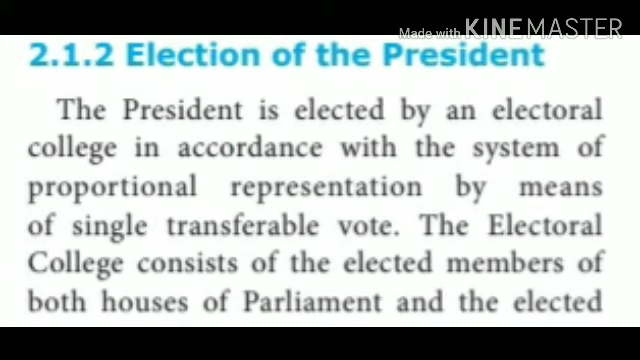 Made with KINEMASTER
2.1.2 Election of the President
The President is elected by an electoral
college in accordance with the system of
proportional representation by means
of single transferable vote. The Electoral
College consists of the elected members of
both houses of Parliament and the elected